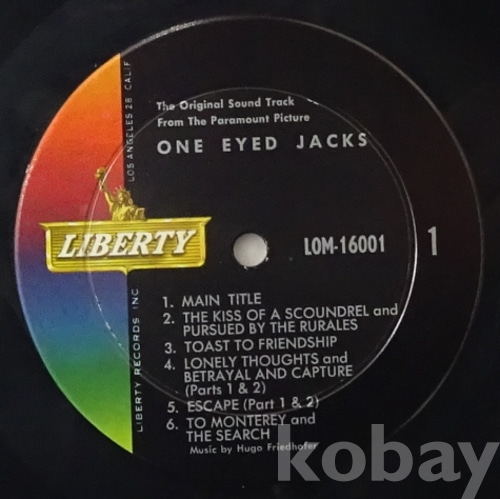 The Original Sound Track
From The Paramount Picture
ONE EYED JACKS
LIBERTY
LOM-16001
1
1. MAIN TITLE
2. THE KISS OF A SCOUNDREL and
PURSUED BY THE RURALES
3. TOAST TO FRIENDSHIP
4. LONELY THOUGHTS and
BETRAYAL AND CAPTURE
(Parts 1 & 2)
5. ESCAPE (Part 1 & 2)
6. TO MONTEREY and
THE SEARCH
Music by Hugo Friedhofer
LIBERTY RECORDS INC
LOS ANGELES 28 CALIF
kobay